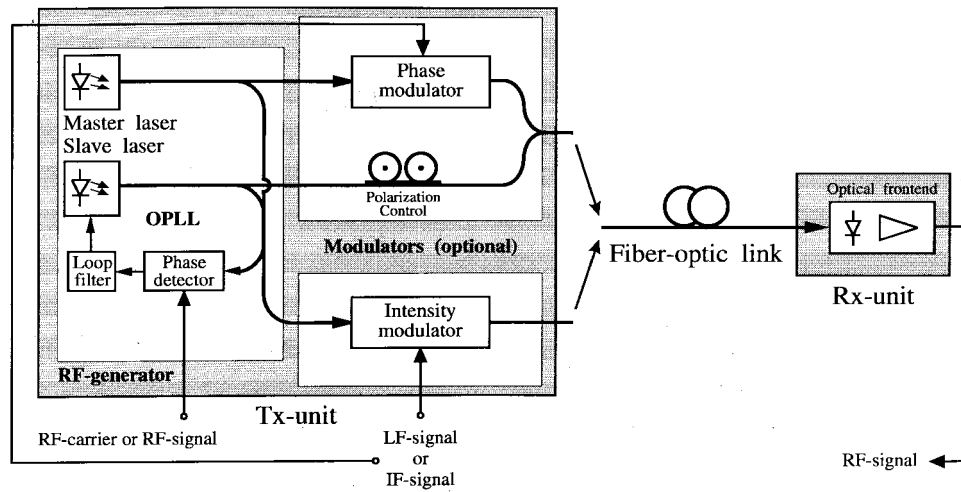 Phase
modulator
Master laser
Slave laser
Polarization
Control
OPLL
Modulators (optional)
Loop
filter
Phase
detector
Intensity
modulator
RF-generator
Tx-unit
RF-carrier or RF-signal
LF-signal
or
IF-signal
Fiber-optic link
Optical frontend
Rx-unit
RF-signal